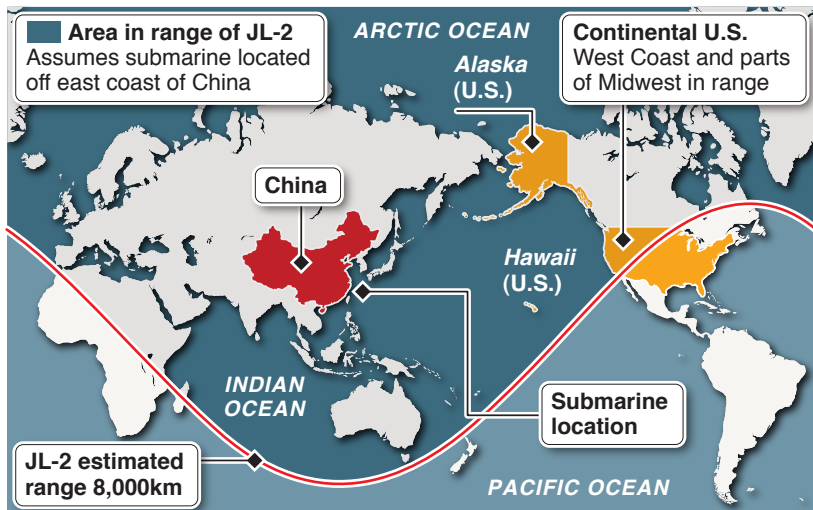 Area in range of JL-2
Assumes submarine located
off east coast of China
ARCTIC OCEAN
Alaska
(U.S.)
Continental U.S.
West Coast and parts
of Midwest in range
China
Hawaii
(U.S.)
INDIAN
OCEAN
Submarine
location
JL-2 estimated
range 8,000km
PACIFIC OCEAN